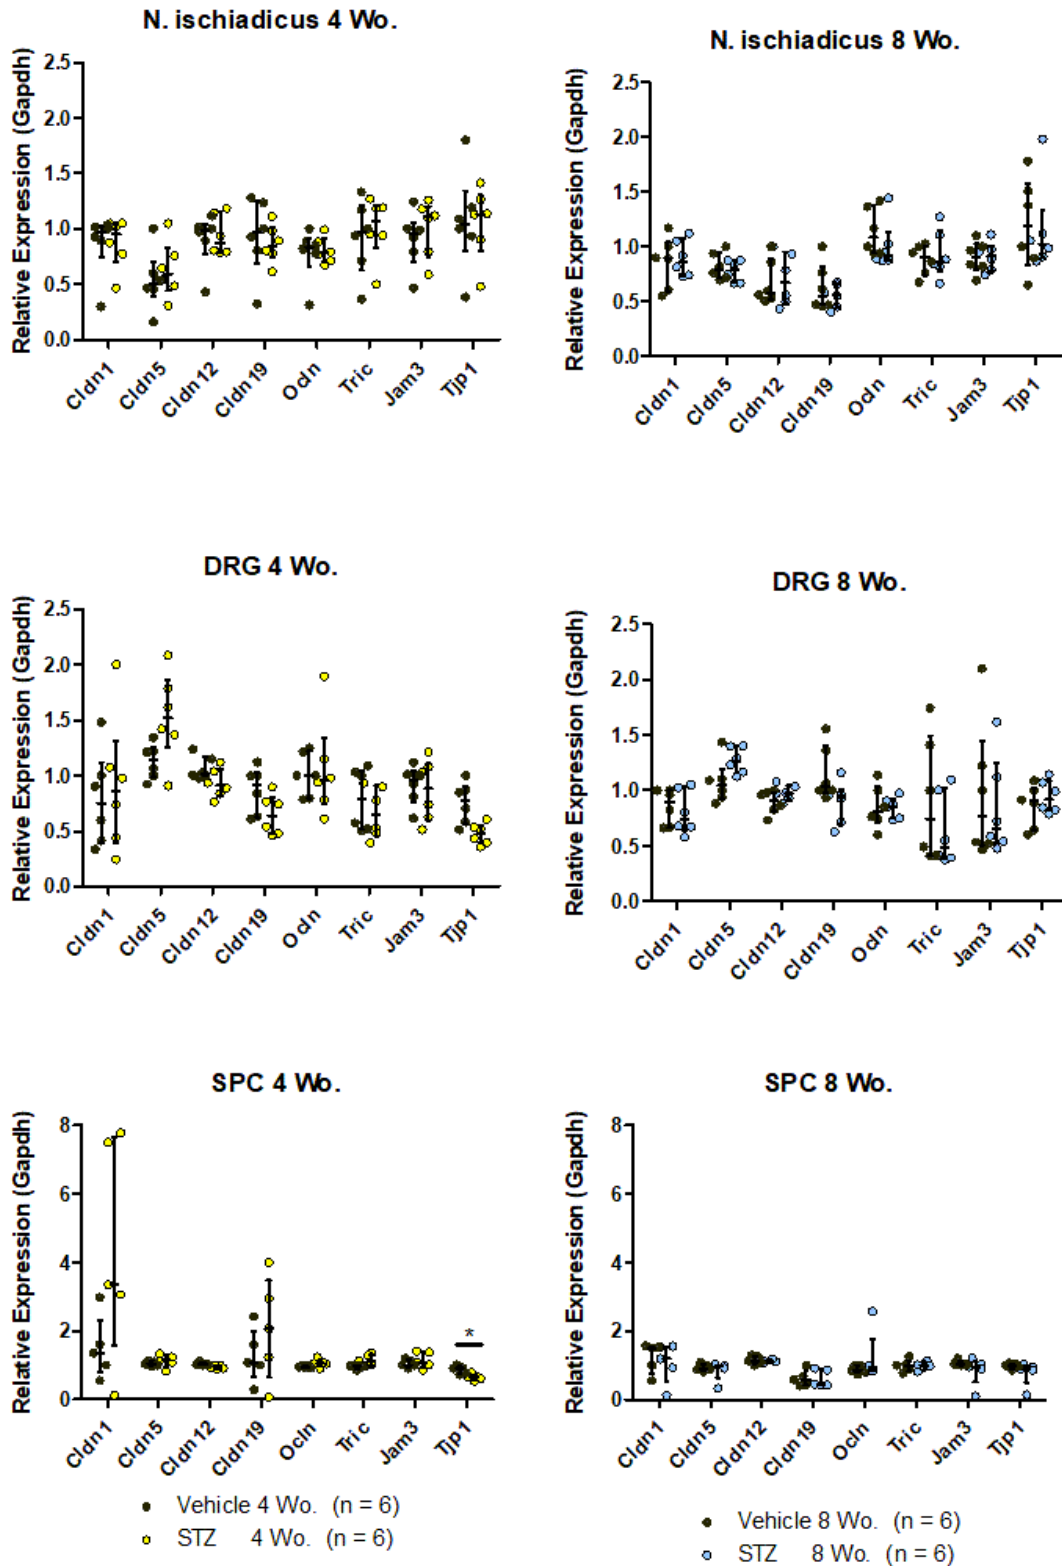 N. ischiadicus 4 Wo.
Relative Expression (Gapdh)
2.5
2.0
1.5
1.0
0.5
0.0
Cldn1 Cldn5 Cldn12 Cldn19 Ocln Tric Jam3 Tjp1
N. ischiadicus 8 Wo.
Relative Expression (Gapdh)
2.5
2.0
1.5
1.0
0.5
0.0
Cldn1 Cldn5 Cldn12 Cldn19 Ocln Tric Jam3 Tjp1
DRG 4 Wo.
Relative Expression (Gapdh)
2.5
2.0
1.5
1.0
0.5
0.0
Cldn1 Cldn5 Cldn12 Cldn19 Ocln Tric Jam3 Tjp1
DRG 8 Wo.
Relative Expression (Gapdh)
2.5
2.0
1.5
1.0
0.5
0.0
Cldn1 Cldn5 Cldn12 Cldn19 Ocln Tric Jam3 Tjp1
SPC 4 Wo.
Relative Expression (Gapdh)
8
6
4
2
0
*
Cldn1 Cldn5 Cldn12 Cldn19 Ocln Tric Jam3 Tjp1
Vehicle 4 Wo. (n = 6)
STZ 4 Wo. (n = 6)
SPC 8 Wo.
Relative Expression (Gapdh)
8
6
4
2
0
Cldn1 Cldn5 Cldn12 Cldn19 Ocln Tric Jam3 Tjp1
Vehicle 8 Wo. (n = 6)
STZ 8 Wo. (n = 6)